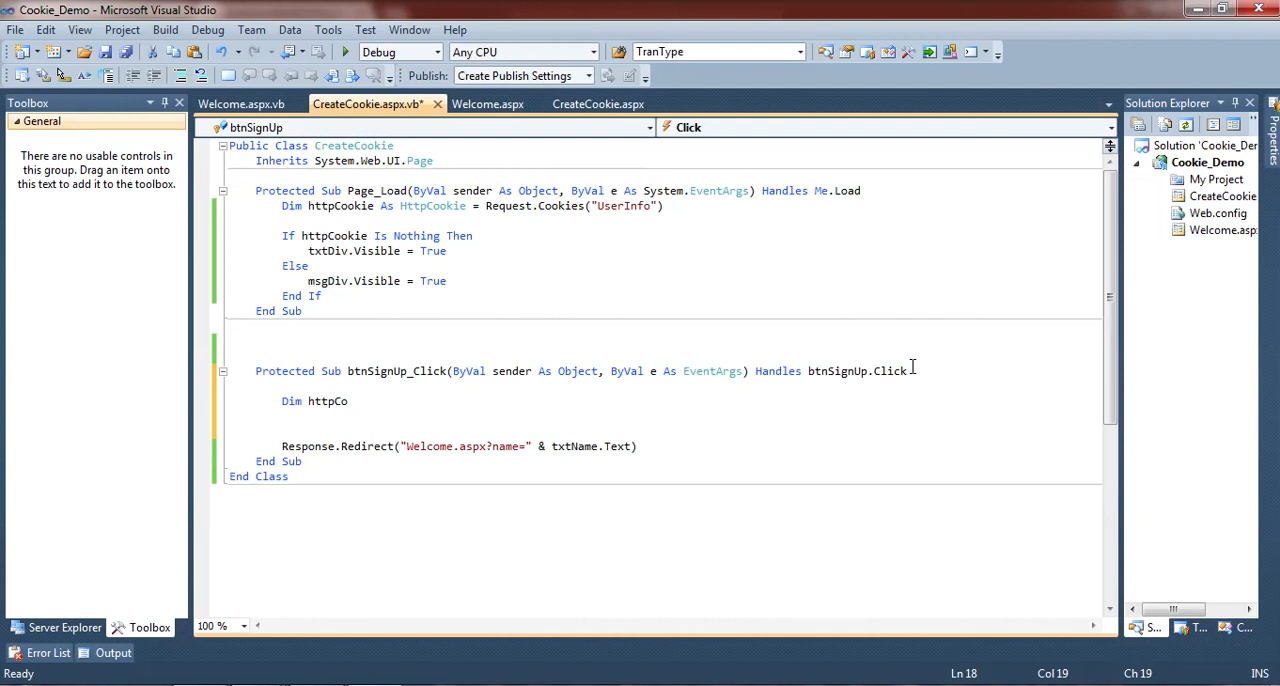 Cookie_Demo - Microsoft Visual Studio
File Edit View Project Build Debug Team Data Tools Test Window Help
Debug Any CPU TranType
Publish: Create Publish Settings
Toolbox
General
There are no usable controls in
this group. Drag an item onto
this text to add it to the toolbox.
Server Explorer Toolbox
Welcome.aspx.vb CreateCookie.aspx.vb* Welcome.aspx CreateCookie.aspx
btnSignUp Click
Public Class CreateCookie
Inherits System.Web.UI.Page
Protected Sub Page_Load(ByVal sender As Object, ByVal e As System.EventArgs) Handles Me.Load
Dim httpCookie As HttpCookie = Request.Cookies("UserInfo")
If httpCookie Is Nothing Then
txtDiv.Visible = True
Else
msgDiv.Visible = True
End If
End Sub
Protected Sub btnSignUp_Click(ByVal sender As Object, ByVal e As EventArgs) Handles btnSignUp.Click
Dim httpCo
Response.Redirect("Welcome.aspx?name=" & txtName.Text)
End Sub
End Class
100 %
Solution Explorer
Solution 'Cookie_Der
Cookie_Demo
My Project
CreateCookie
Web.config
Welcome.asp
S... T... C...
Properties
Error List Output
Ready Ln 18 Col 19 Ch 19 INS